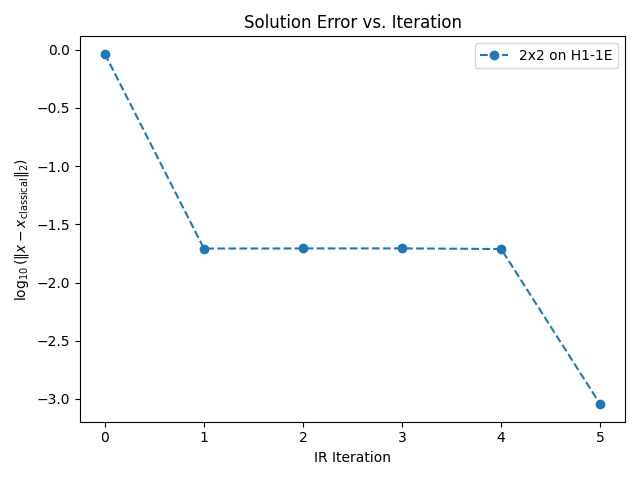 Solution Error vs. Iteration
2x2 on H1-1E
0.0
−0.5
−1.0
−1.5
−2.0
−2.5
−3.0
log₁₀(‖x − x_classical‖₂)
0 1 2 3 4 5
IR Iteration